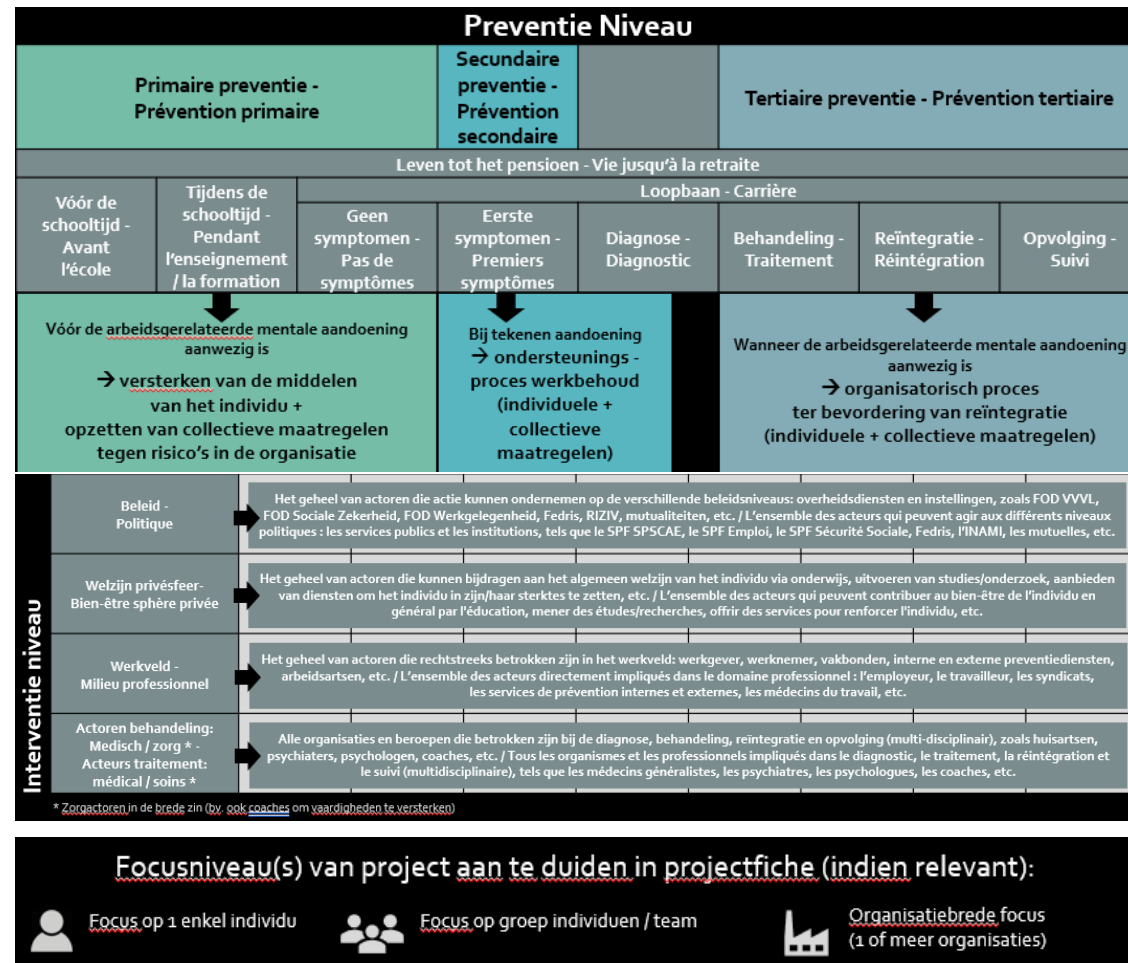 Preventie Niveau
Primaire preventie -
Prévention primaire
Secundaire
preventie -
Prévention
secondaire
Tertiaire preventie - Prévention tertiaire
Leven tot het pensioen - Vie jusqu'à la retraite
Vóór de
schooltijd -
Avant
l'école
Tijdens de
schooltijd -
Pendant
l'enseignement
/ la formation
Loopbaan - Carrière
Geen
symptomen -
Pas de
symptômes
Eerste
symptomen -
Premiers
symptômes
Diagnose -
Diagnostic
Behandeling -
Traitement
Reïntegratie -
Réintégration
Opvolging -
Suivi
Vóór de arbeidsgerelateerde mentale aandoening
aanwezig is
→ versterken van de middelen
van het individu +
opzetten van collectieve maatregelen
tegen risico's in de organisatie
Bij tekenen aandoening
→ ondersteunings -
proces werkbehoud
(individuele +
collectieve
maatregelen)
Wanneer de arbeidsgerelateerde mentale aandoening
aanwezig is
→ organisatorisch proces
ter bevordering van reïntegratie
(individuele + collectieve maatregelen)
Interventie niveau
Beleid -
Politique
Het geheel van actoren die actie kunnen ondernemen op de verschillende beleidsniveaus: overheidsdiensten en instellingen, zoals FOD VVVL,
FOD Sociale Zekerheid, FOD Werkgelegenheid, Fedris, RIZIV, mutualiteiten, etc. / L'ensemble des acteurs qui peuvent agir aux différents niveaux
politiques : les services publics et les institutions, tels que le SPF SPSCAE, le SPF Emploi, le SPF Sécurité Sociale, Fedris, l'INAMI, les mutuelles, etc.
Welzijn privésfeer-
Bien-être sphère privée
Het geheel van actoren die kunnen bijdragen aan het algemeen welzijn van het individu via onderwijs, uitvoeren van studies/onderzoek, aanbieden
van diensten om het individu in zijn/haar sterktes te zetten, etc. / L'ensemble des acteurs qui peuvent contribuer au bien-être de l'individu en
général par l'éducation, mener des études/recherches, offrir des services pour renforcer l'individu, etc.
Werkveld -
Milieu professionnel
Het geheel van actoren die rechtstreeks betrokken zijn in het werkveld: werkgever, werknemer, vakbonden, interne en externe preventiediensten,
arbeidsartsen, etc. / L'ensemble des acteurs directement impliqués dans le domaine professionnel : l'employeur, le travailleur, les syndicats,
les services de prévention internes et externes, les médecins du travail, etc.
Actoren behandeling:
Medisch / zorg * -
Acteurs traitement:
médical / soins *
Alle organisaties en beroepen die betrokken zijn bij de diagnose, behandeling, reïntegratie en opvolging (multi-disciplinair), zoals huisartsen,
psychiaters, psychologen, coaches, etc. / Tous les organismes et les professionnels impliqués dans le diagnostic, le traitement, la réintégration et
le suivi (multidisciplinaire), tels que les médecins généralistes, les psychiatres, les psychologues, les coaches, etc.
* Zorgactoren in de brede zin (bv. ook coaches om vaardigheden te versterken)
Focusniveau(s) van project aan te duiden in projectfiche (indien relevant):
Focus op 1 enkel individu
Focus op groep individuen / team
Organisatiebrede focus
(1 of meer organisaties)